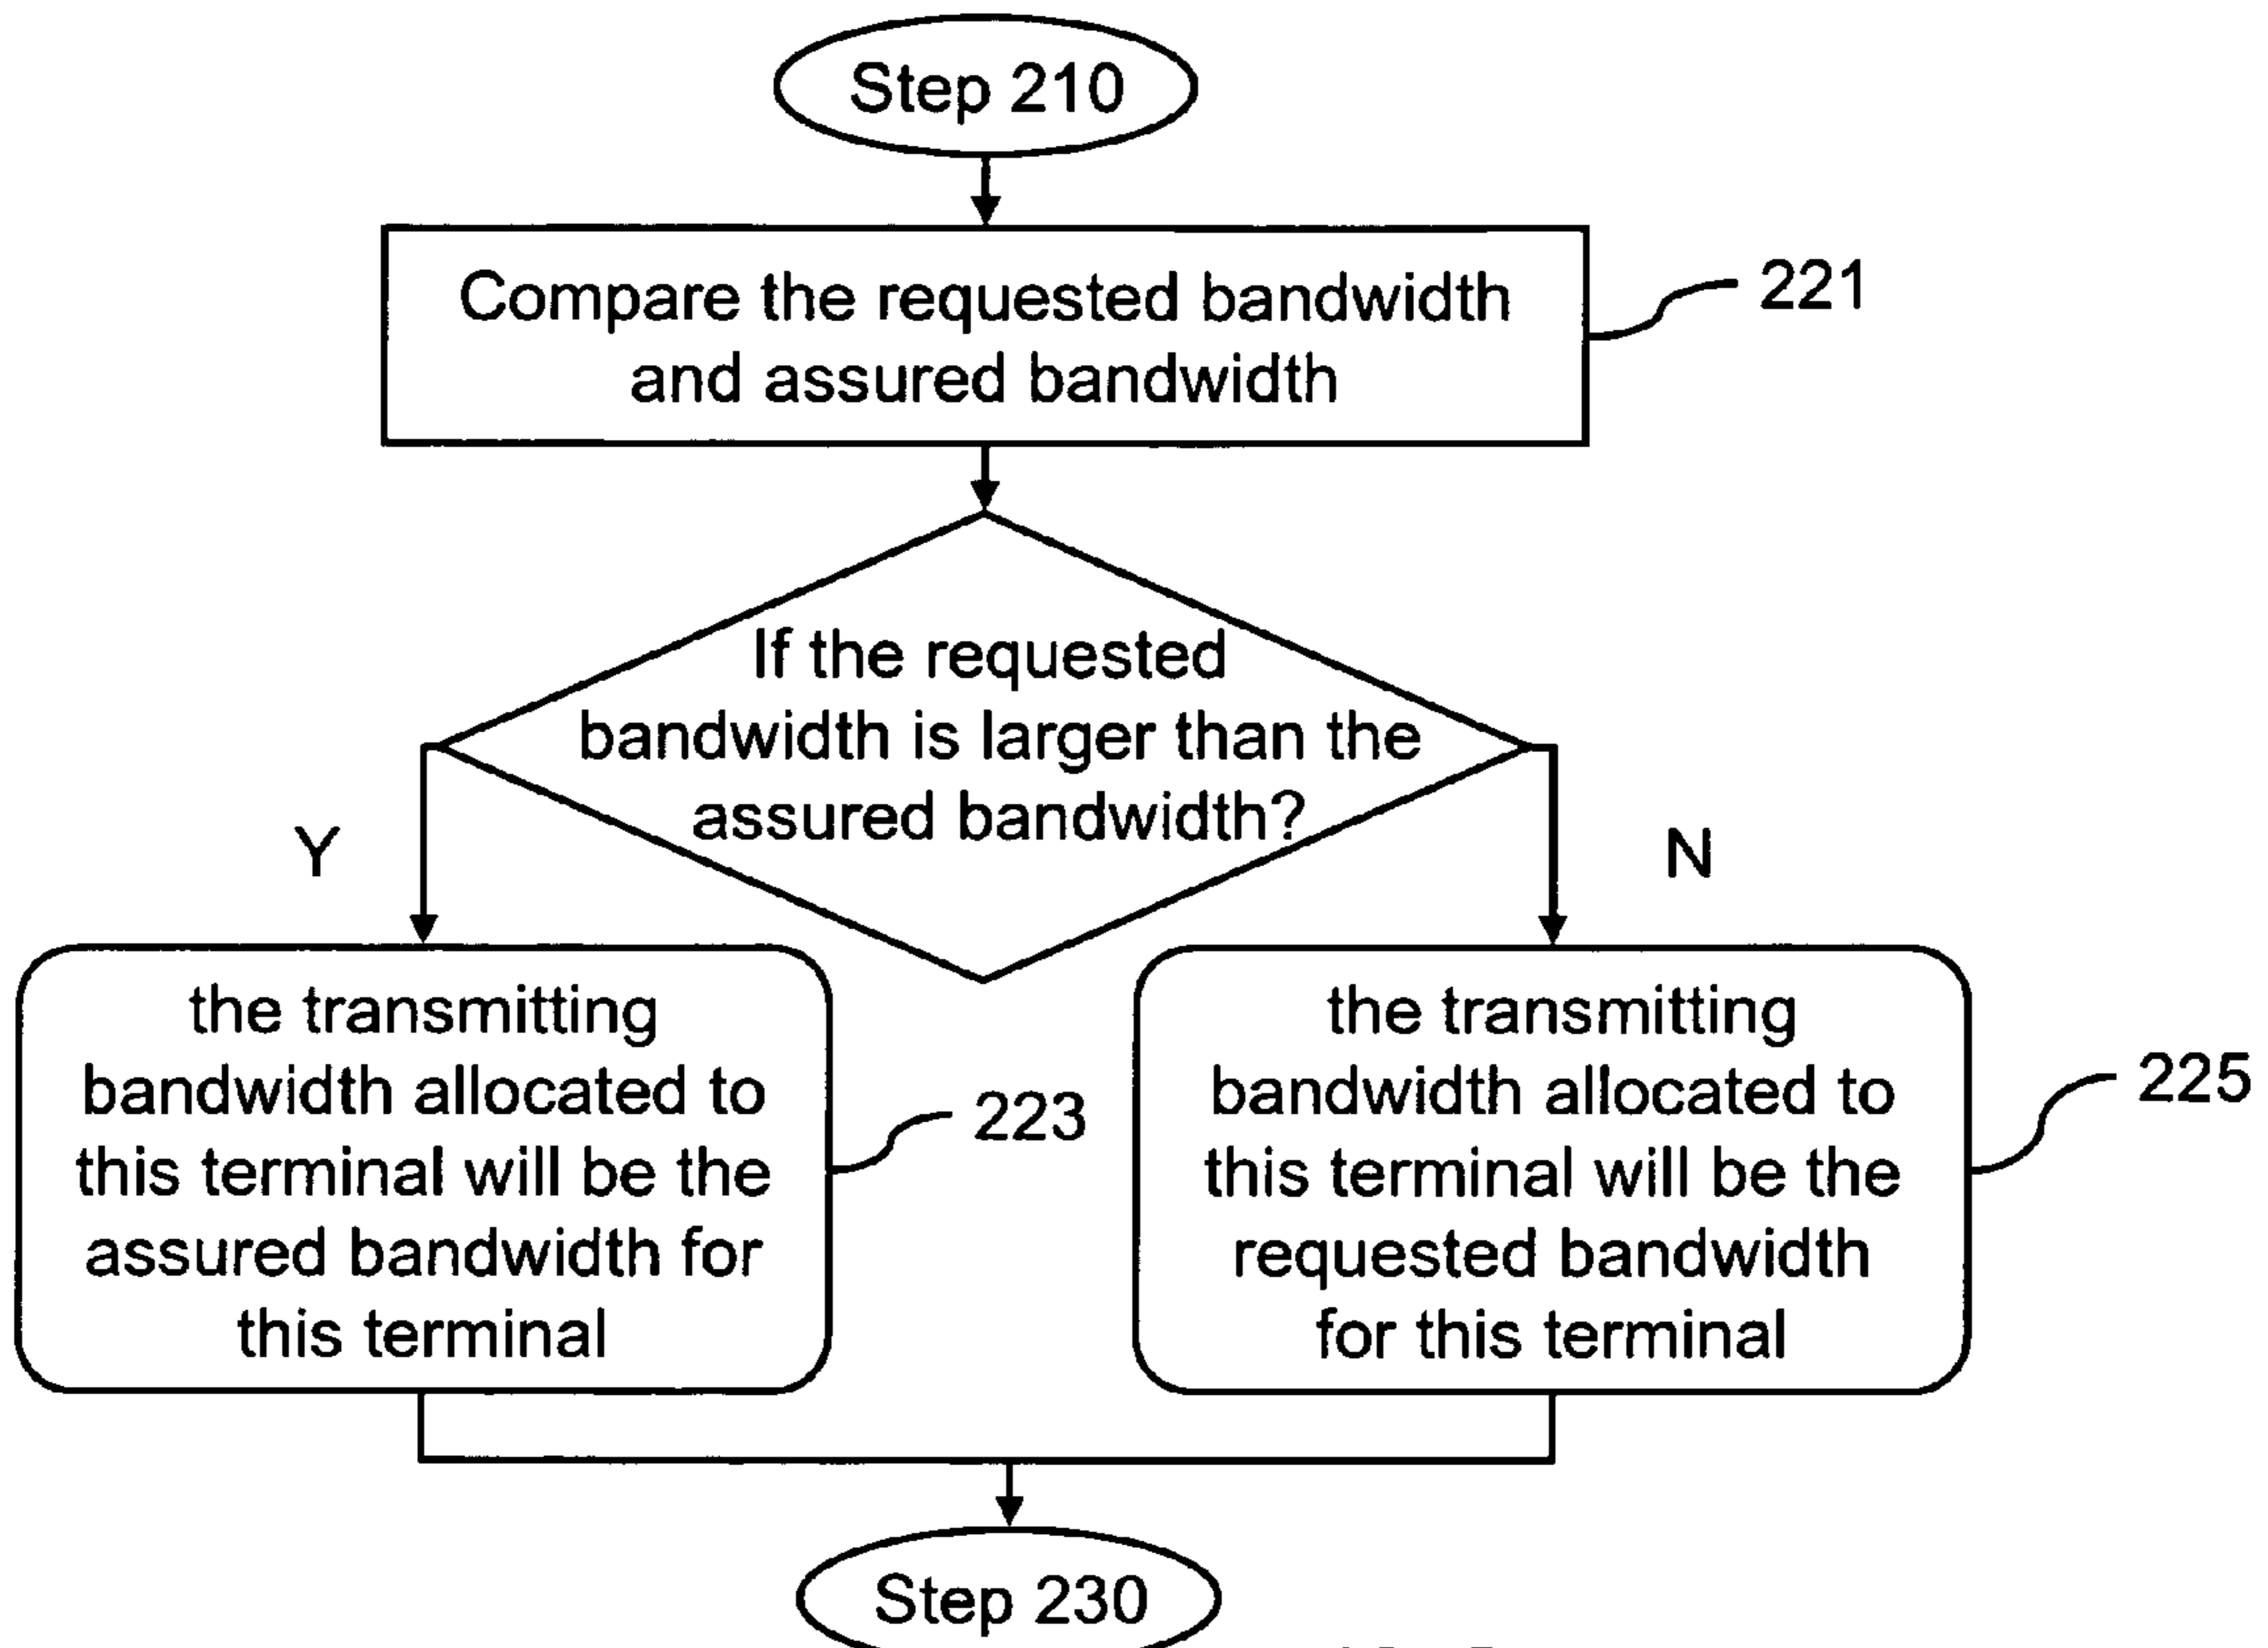 Step 210
Compare the requested bandwidth
and assured bandwidth
221
If the requested
bandwidth is larger than the
assured bandwidth?
Y
N
the transmitting
bandwidth allocated to
this terminal will be the
assured bandwidth for
this terminal
223
the transmitting
bandwidth allocated to
this terminal will be the
requested bandwidth
for this terminal
225
Step 230